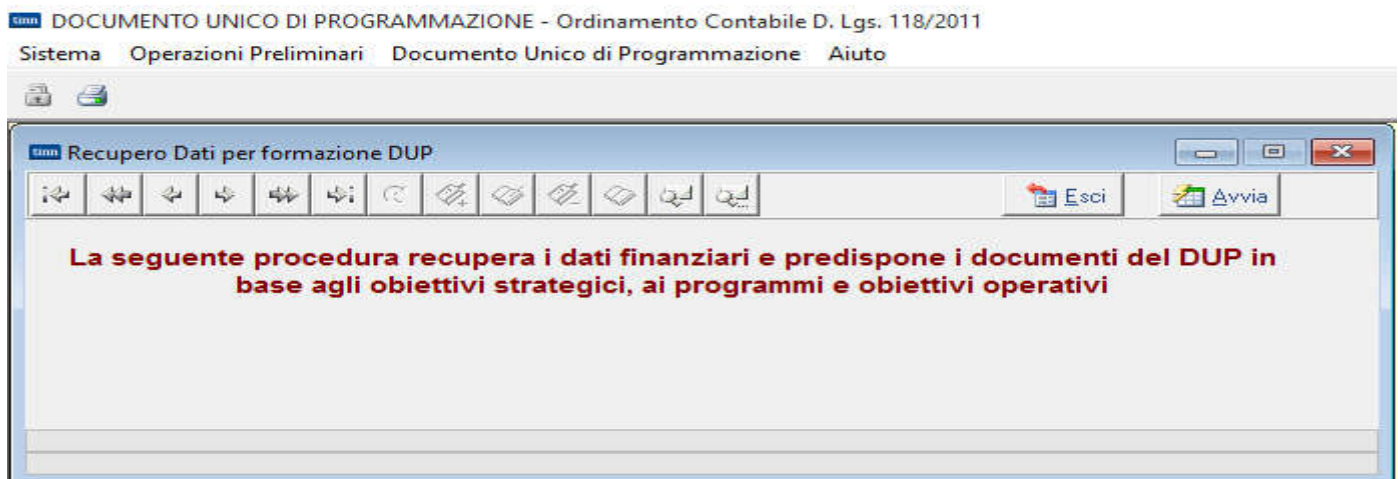 tinn DOCUMENTO UNICO DI PROGRAMMAZIONE - Ordinamento Contabile D. Lgs. 118/2011
Sistema Operazioni Preliminari Documento Unico di Programmazione Aiuto
tinn Recupero Dati per formazione DUP
Esci Avvia
La seguente procedura recupera i dati finanziari e predispone i documenti del DUP in
base agli obiettivi strategici, ai programmi e obiettivi operativi